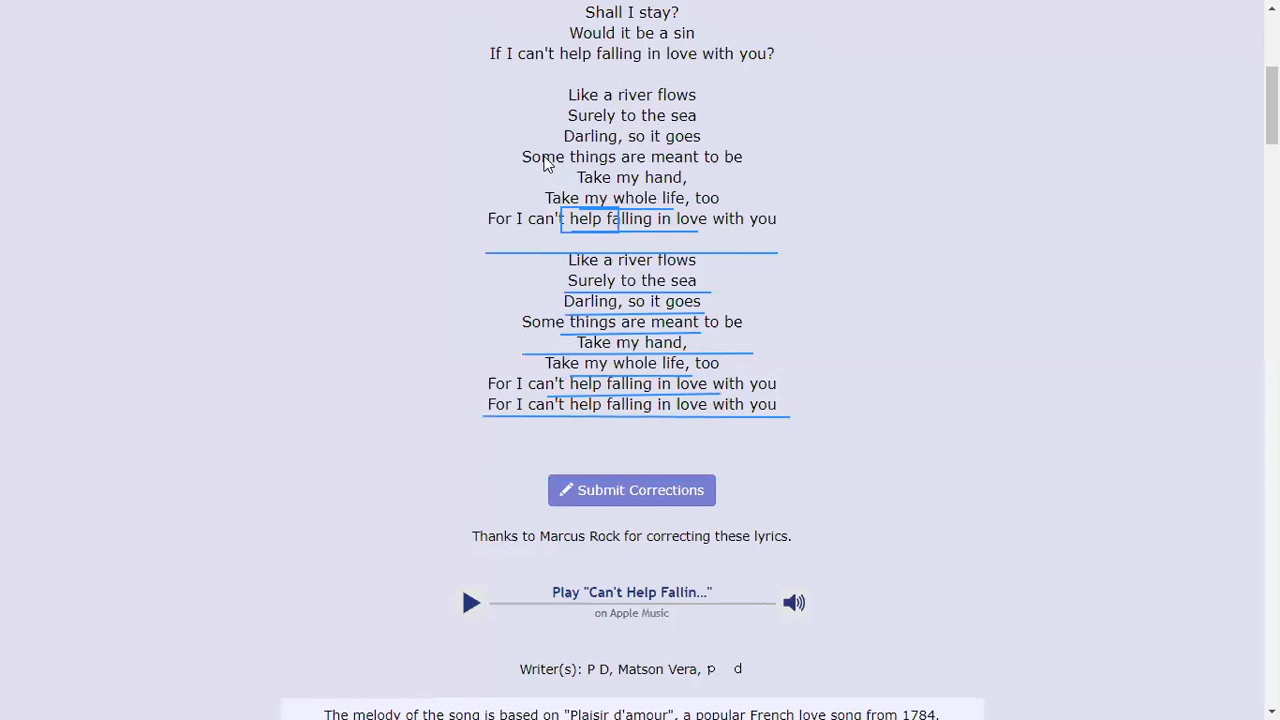 Shall I stay?
Would it be a sin
If I can't help falling in love with you?
Like a river flows
Surely to the sea
Darling, so it goes
Some things are meant to be
Take my hand,
Take my whole life, too
For I can't help falling in love with you
Like a river flows
Surely to the sea
Darling, so it goes
Some things are meant to be
Take my hand,
Take my whole life, too
For I can't help falling in love with you
For I can't help falling in love with you
Submit Corrections
Thanks to Marcus Rock for correcting these lyrics.
Play "Can't Help Fallin..."
on Apple Music
Writer(s): P D, Matson Vera, p d
The melody of the song is based on "Plaisir d'amour", a popular French love song from 1784.